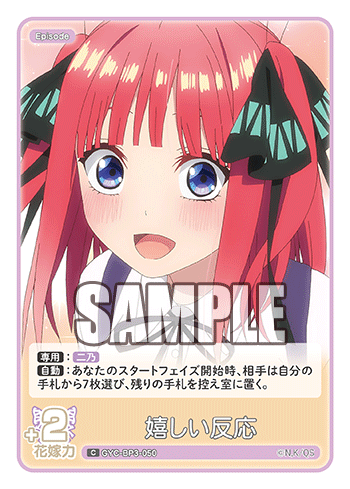 Episode
SAMPLE
専用：二乃
自動：あなたのスタートフェイズ開始時、相手は自分の
手札から7枚選び、残りの手札を控え室に置く。
+2
花嫁力
嬉しい反応
C GYC-BP3-050
©N.K/OS